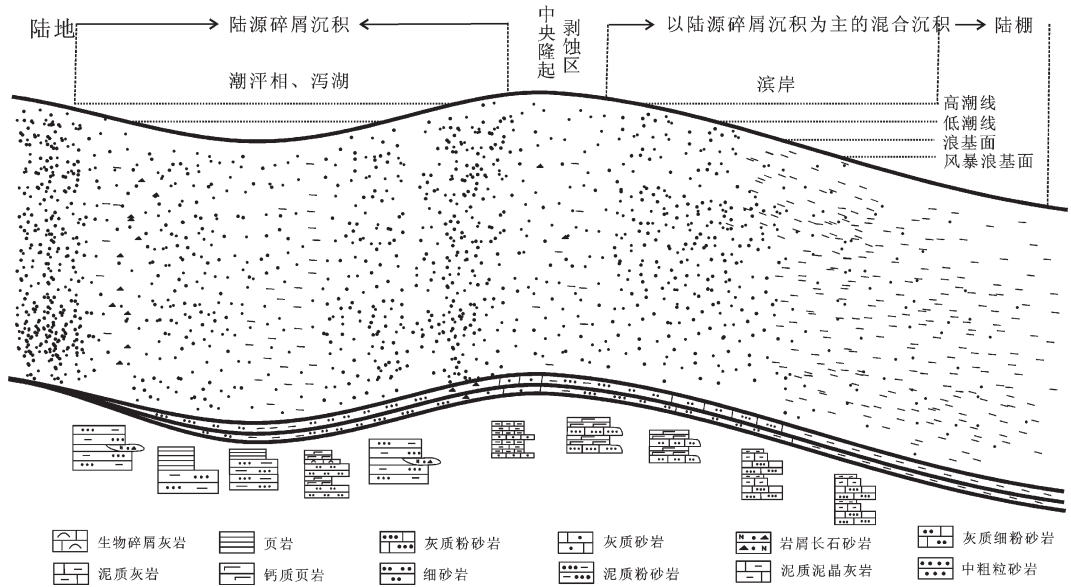 陆地
陆源碎屑沉积
中央隆起
剥蚀区
以陆源碎屑沉积为主的混合沉积
陆棚
潮坪相、泻湖
滨岸
高潮线
低潮线
浪基面
风暴浪基面
生物碎屑灰岩
页岩
灰质粉砂岩
灰质砂岩
岩屑长石砂岩
灰质细粉砂岩
泥质灰岩
钙质页岩
细砂岩
泥质粉砂岩
泥质泥晶灰岩
中粗粒砂岩